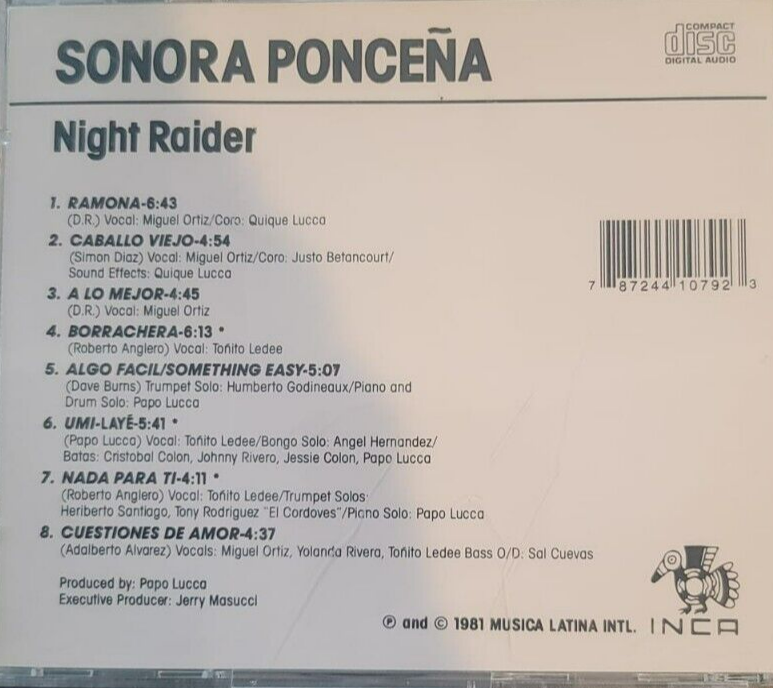 SONORA PONCEÑA
COMPACT
disc
DIGITAL AUDIO
Night Raider
1. RAMONA-6:43
(D.R.) Vocal: Miguel Ortiz/Coro: Quique Lucca
2. CABALLO VIEJO-4:54
(Simon Diaz) Vocal: Miguel Ortiz/Coro: Justo Betancourt/
Sound Effects: Quique Lucca
3. A LO MEJOR-4:45
(D.R.) Vocal: Miguel Ortiz
4. BORRACHERA-6:13 •
(Roberto Anglero) Vocal: Toñito Ledee
5. ALGO FACIL/SOMETHING EASY-5:07
(Dave Burns) Trumpet Solo: Humberto Godineaux/Piano and
Drum Solo: Papo Lucca
6. UMI-LAYÉ-5:41 •
(Papo Lucca) Vocal: Toñito Ledee/Bongo Solo: Angel Hernandez/
Batas: Cristobal Colon, Johnny Rivero, Jessie Colon, Papo Lucca
7. NADA PARA TI-4:11 •
(Roberto Anglero) Vocal: Toñito Ledee/Trumpet Solos:
Heriberto Santiago, Tony Rodriguez "El Cordoves"/Piano Solo: Papo Lucca
8. CUESTIONES DE AMOR-4:37
(Adalberto Alvarez) Vocals: Miguel Ortiz, Yolanda Rivera, Toñito Ledee Bass O/D: Sal Cuevas
7 87244 10792 3
Produced by: Papo Lucca
Executive Producer: Jerry Masucci
℗ and © 1981 MUSICA LATINA INTL.
INCA